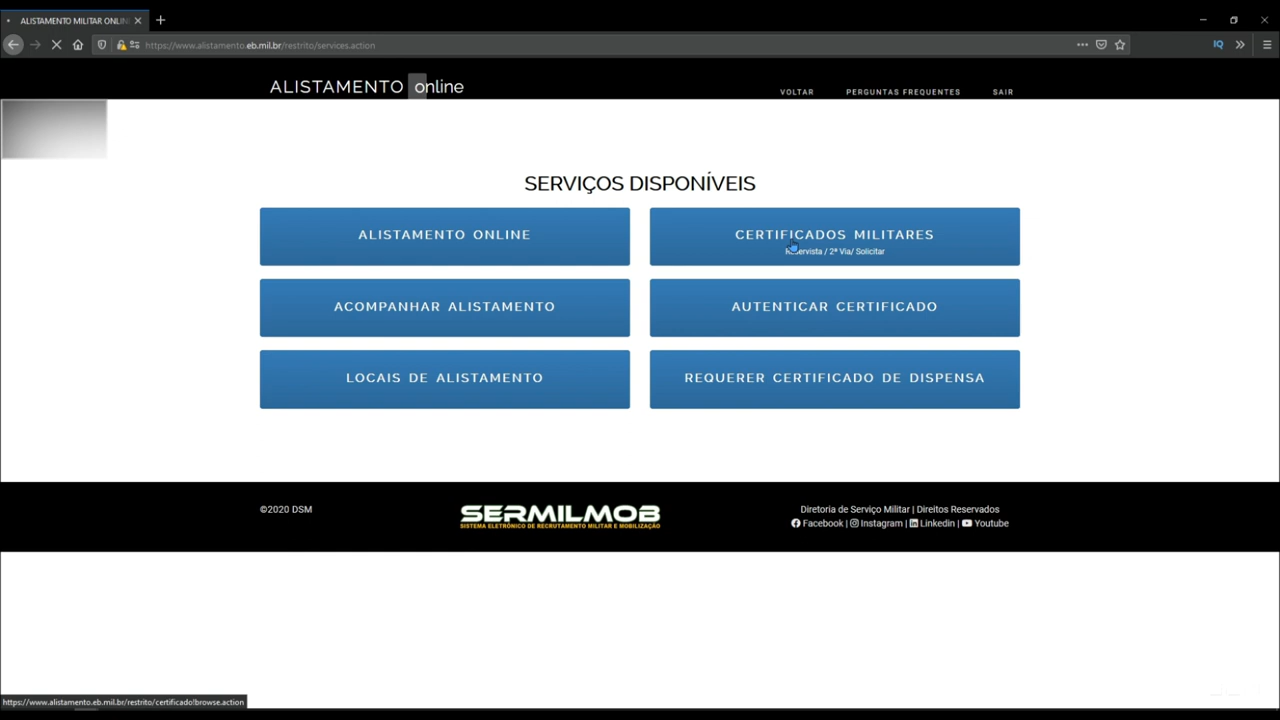 ALISTAMENTO MILITAR ONLIN
https://www.alistamento.eb.mil.br/restrito/services.action
IQ
ALISTAMENTO online
VOLTAR
PERGUNTAS FREQUENTES
SAIR
SERVIÇOS DISPONÍVEIS
ALISTAMENTO ONLINE
CERTIFICADOS MILITARES
Reservista / 2ª Via/ Solicitar
ACOMPANHAR ALISTAMENTO
AUTENTICAR CERTIFICADO
LOCAIS DE ALISTAMENTO
REQUERER CERTIFICADO DE DISPENSA
©2020 DSM
SERMILMOB
SISTEMA ELETRÔNICO DE RECRUTAMENTO MILITAR E MOBILIZAÇÃO
Diretoria de Serviço Militar | Direitos Reservados
Facebook | Instagram | Linkedin | Youtube
https://www.alistamento.eb.mil.br/restrito/certificado!browse.action